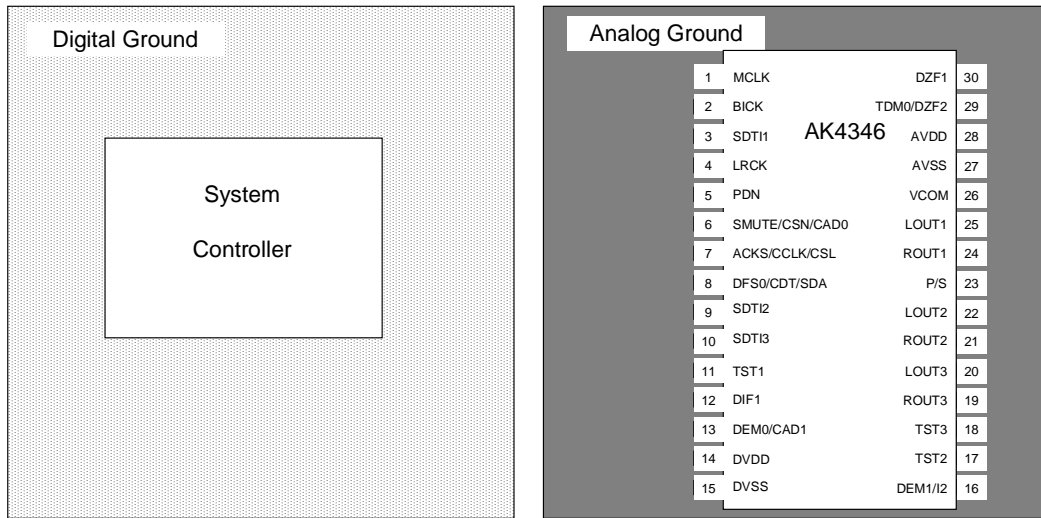 Digital Ground
System
Controller
Analog Ground
AK4346
1 MCLK DZF1 30
2 BICK TDM0/DZF2 29
3 SDTI1 AVDD 28
4 LRCK AVSS 27
5 PDN VCOM 26
6 SMUTE/CSN/CAD0 LOUT1 25
7 ACKS/CCLK/CSL ROUT1 24
8 DFS0/CDT/SDA P/S 23
9 SDTI2 LOUT2 22
10 SDTI3 ROUT2 21
11 TST1 LOUT3 20
12 DIF1 ROUT3 19
13 DEM0/CAD1 TST3 18
14 DVDD TST2 17
15 DVSS DEM1/I2 16